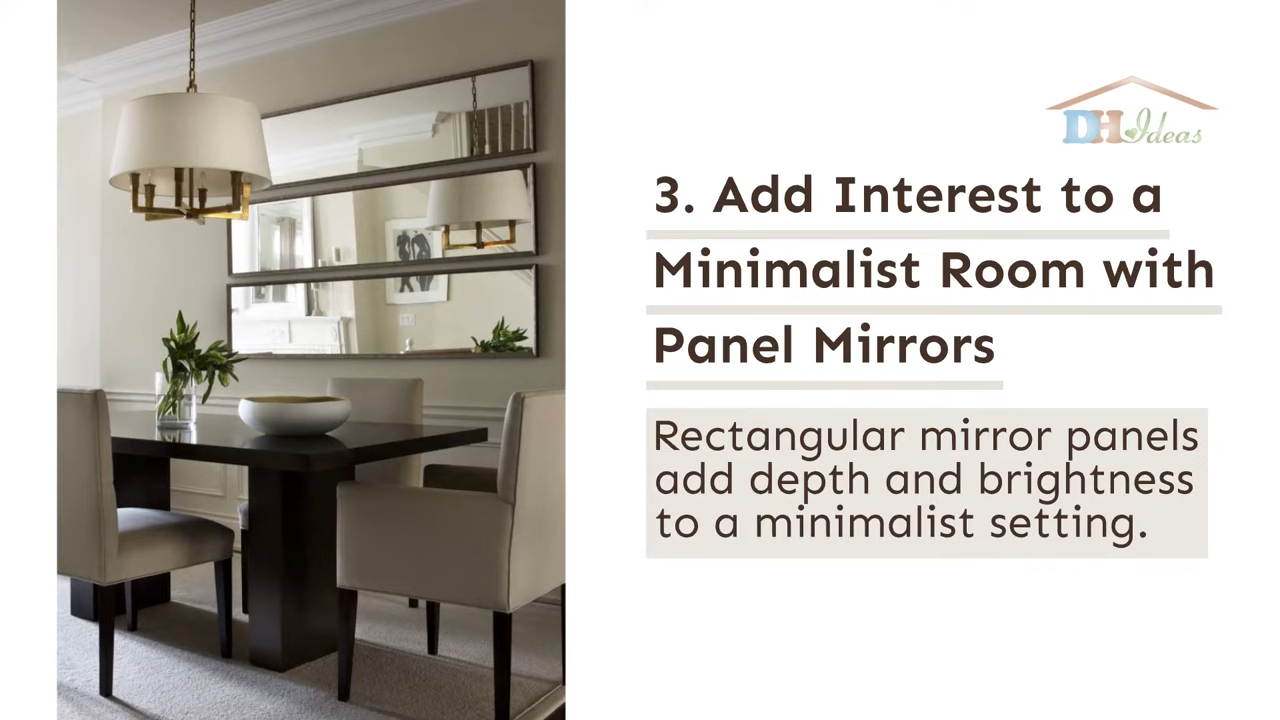 DH Ideas
3. Add Interest to a
Minimalist Room with
Panel Mirrors
Rectangular mirror panels
add depth and brightness
to a minimalist setting.